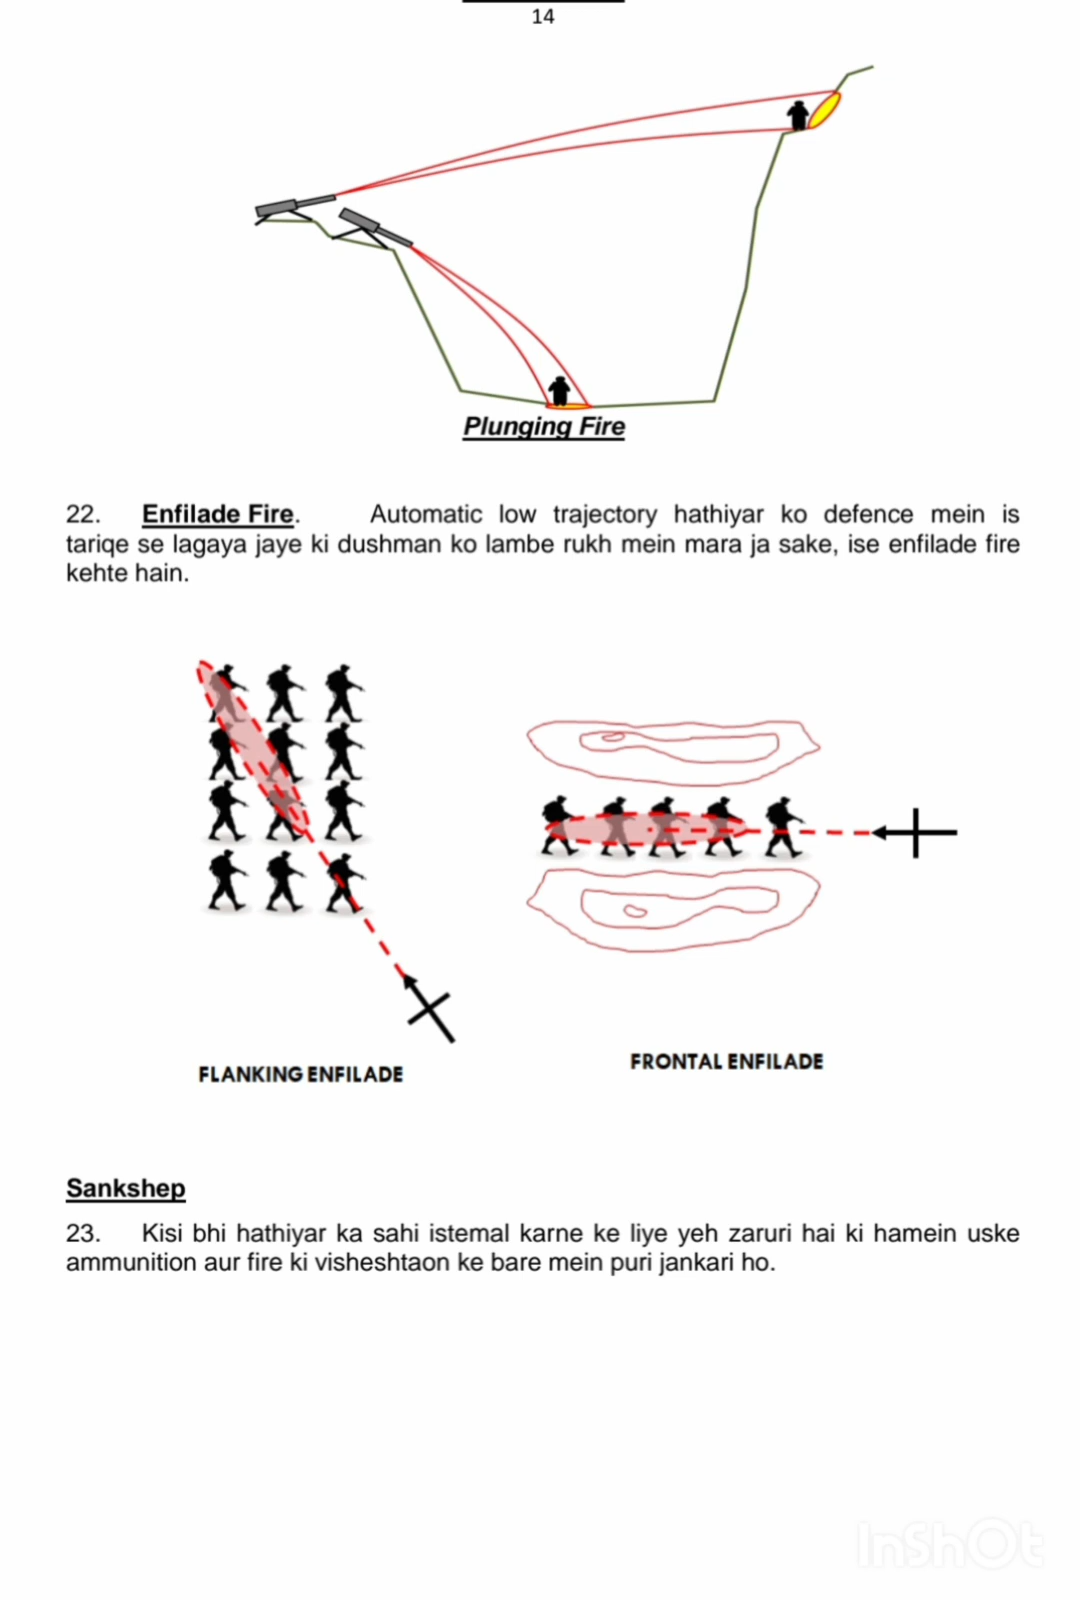 14
Plunging Fire
22. Enfilade Fire. Automatic low trajectory hathiyar ko defence mein is
tariqe se lagaya jaye ki dushman ko lambe rukh mein mara ja sake, ise enfilade fire
kehte hain.
FLANKING ENFILADE
FRONTAL ENFILADE
Sankshep
23. Kisi bhi hathiyar ka sahi istemal karne ke liye yeh zaruri hai ki hamein uske
ammunition aur fire ki visheshtaon ke bare mein puri jankari ho.
InShOt